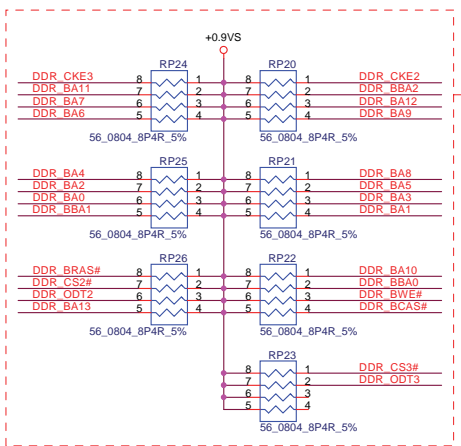 +0.9VS
RP24 RP20
DDR_CKE3 8 1 8 1 DDR_CKE2
DDR_BA11 7 2 7 2 DDR_BBA2
DDR_BA7 6 3 6 3 DDR_BA12
DDR_BA6 5 4 5 4 DDR_BA9
56_0804_8P4R_5% 56_0804_8P4R_5%
RP25 RP21
DDR_BA4 8 1 8 1 DDR_BA8
DDR_BA2 7 2 7 2 DDR_BA5
DDR_BA0 6 3 6 3 DDR_BA3
DDR_BBA1 5 4 5 4 DDR_BA1
56_0804_8P4R_5% 56_0804_8P4R_5%
RP26 RP22
DDR_BRAS# 8 1 8 1 DDR_BA10
DDR_CS2# 7 2 7 2 DDR_BBA0
DDR_ODT2 6 3 6 3 DDR_BWE#
DDR_BA13 5 4 5 4 DDR_BCAS#
56_0804_8P4R_5% 56_0804_8P4R_5%
RP23
8 1 DDR_CS3#
7 2 DDR_ODT3
6 3
5 4
56_0804_8P4R_5%